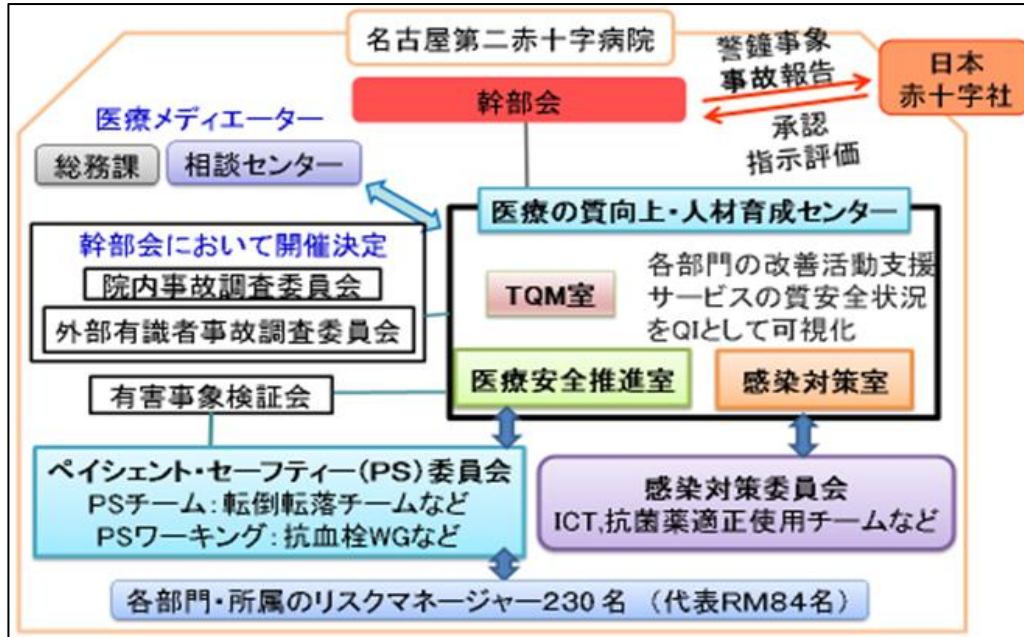 名古屋第二赤十字病院
警鐘事象
事故報告
日本
赤十字社
幹部会
承認
指示評価
医療メディエーター
総務課
相談センター
医療の質向上・人材育成センター
幹部会において開催決定
院内事故調査委員会
外部有識者事故調査委員会
TQM室
各部門の改善活動支援
サービスの質安全状況
をQIとして可視化
医療安全推進室
感染対策室
有害事象検証会
ペイシェント・セーフティー(PS)委員会
PSチーム:転倒転落チームなど
PSワーキング:抗血栓WGなど
感染対策委員会
ICT,抗菌薬適正使用チームなど
各部門・所属のリスクマネージャー230名 (代表RM84名)